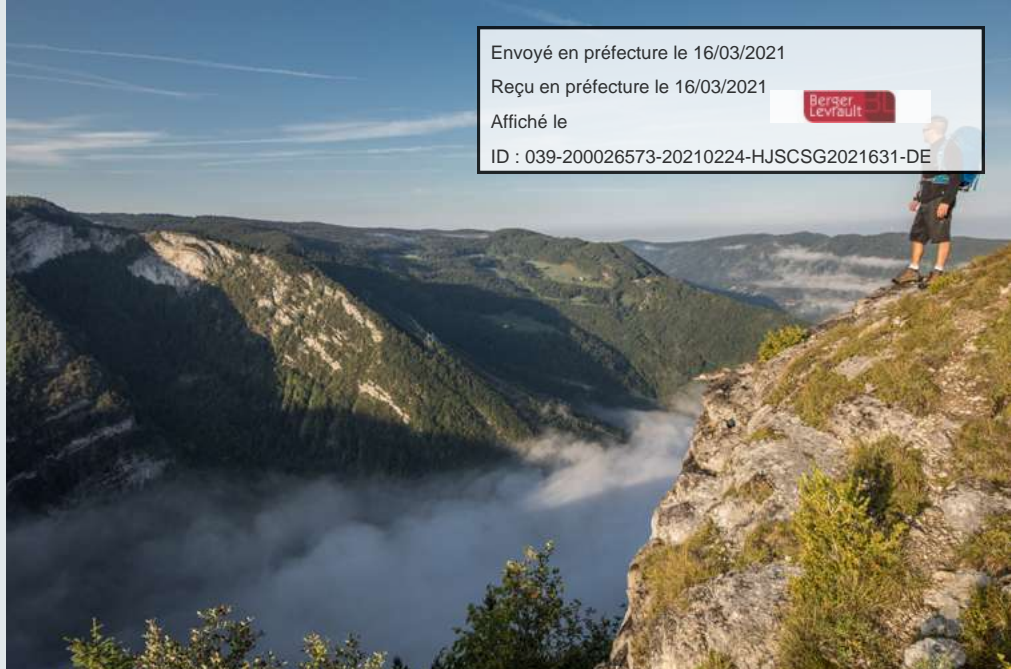 Envoyé en préfecture le 16/03/2021
Reçu en préfecture le 16/03/2021
Berger
Levrault
Affiché le
ID : 039-200026573-20210224-HJSCSG2021631-DE